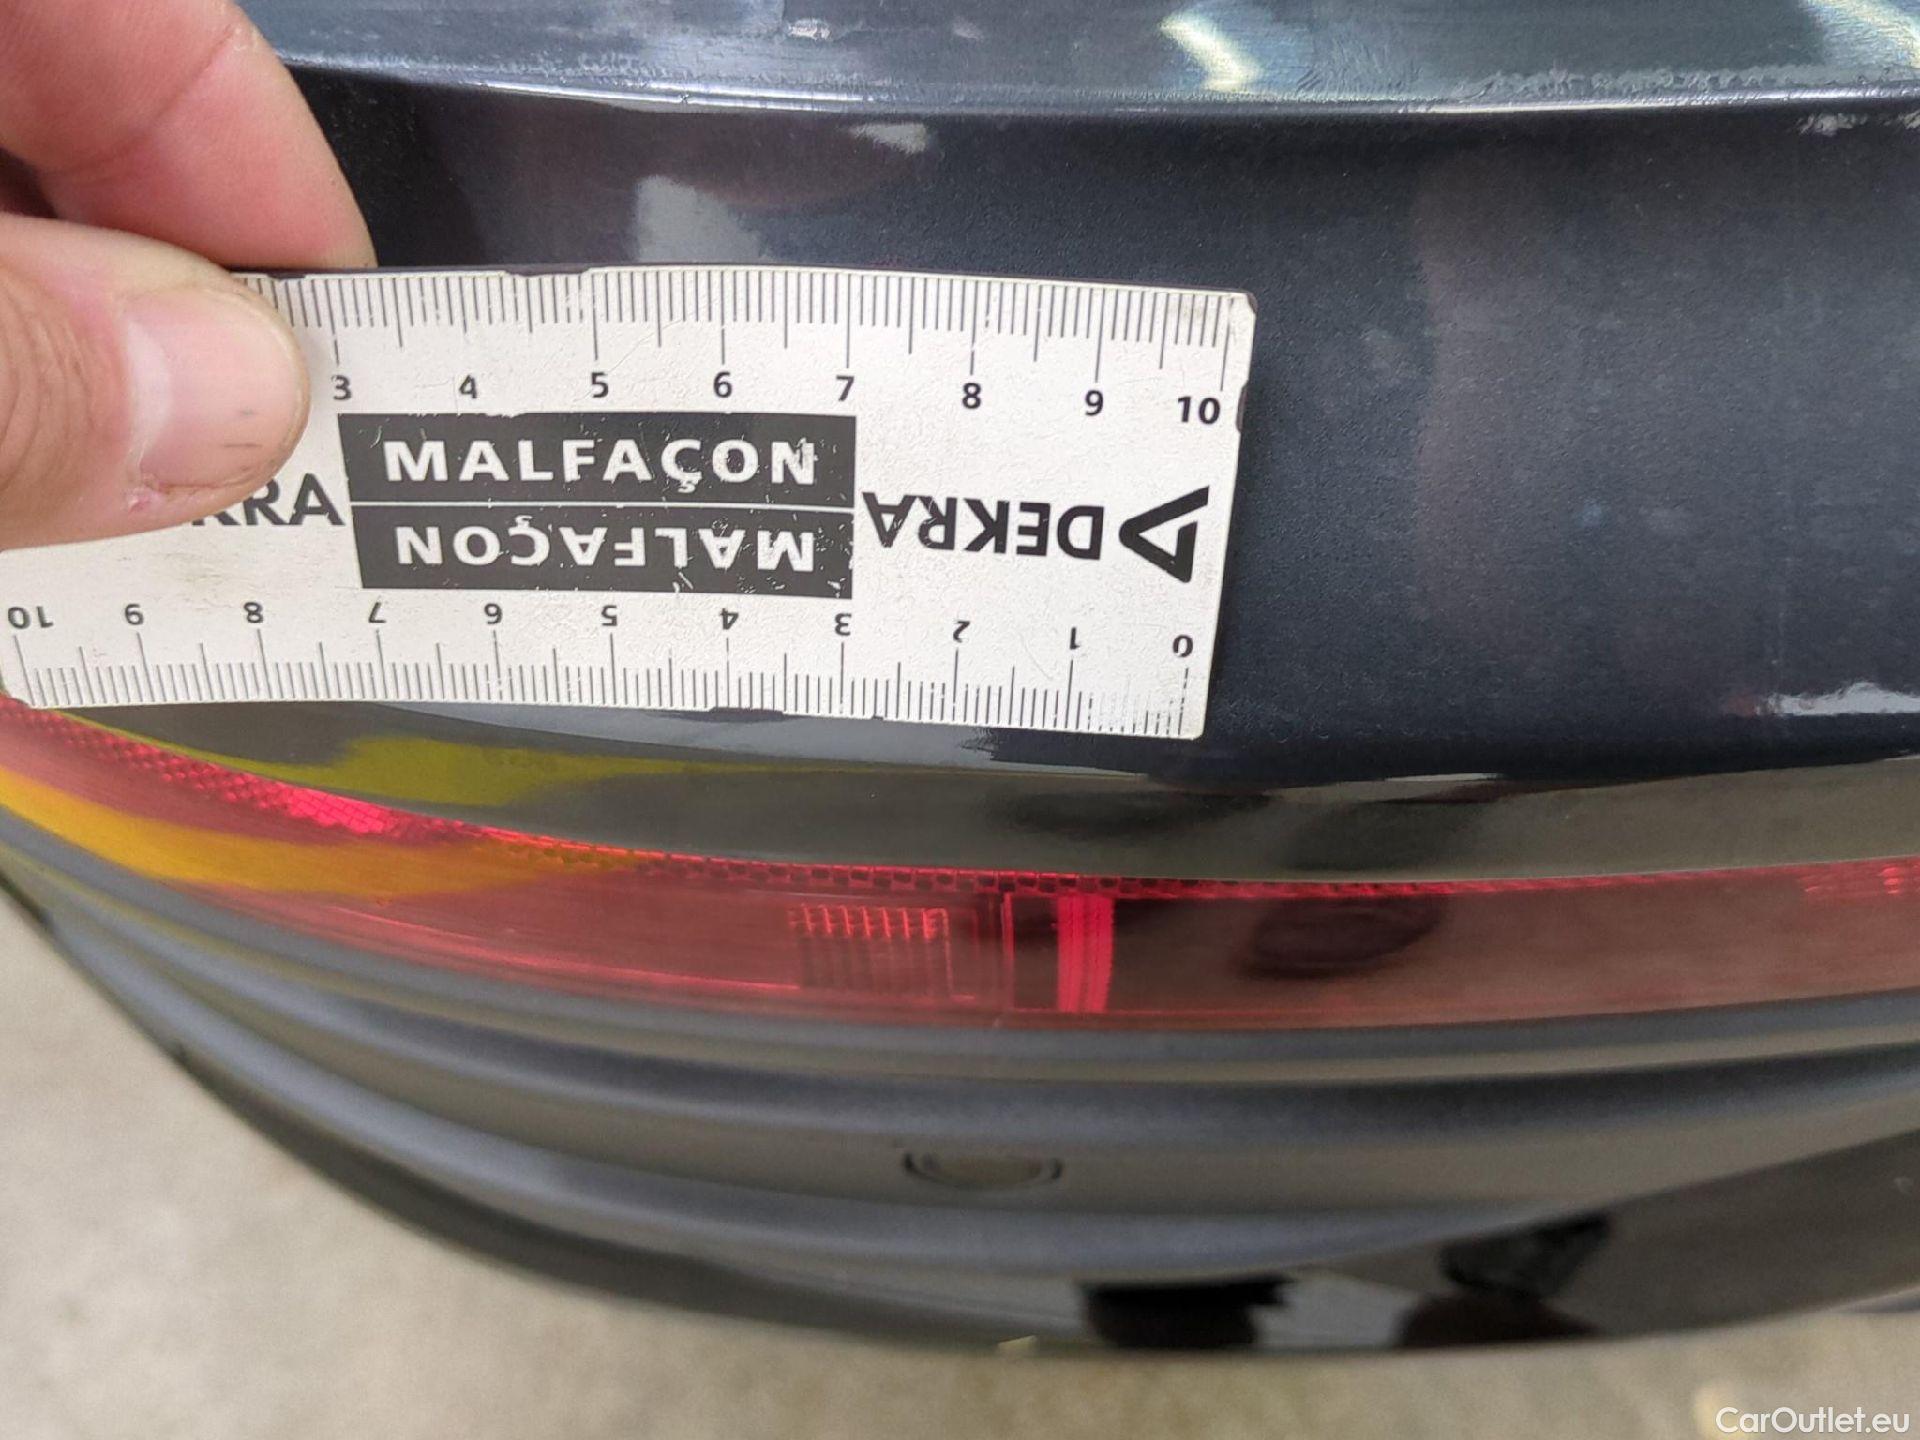 3 4 5 6 7 8 9 10
MALFAÇON
MALFAÇON
DEKRA
10 9 8 7 6 5 4 3 2 1 0
CarOutlet.eu